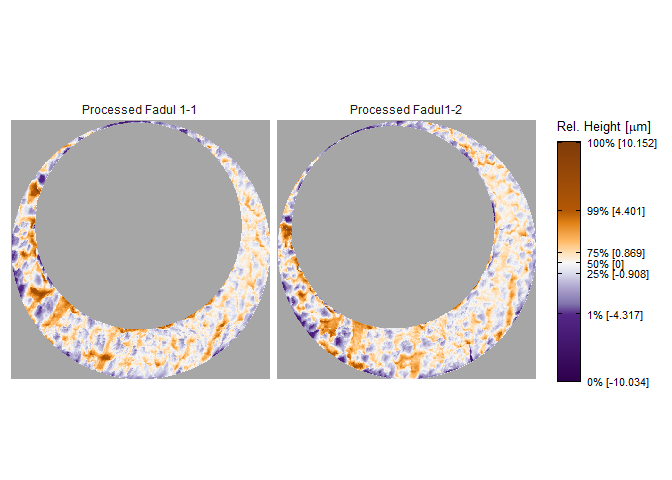 Processed Fadul 1-1
Processed Fadul1-2
Rel. Height [μm]
100% [10.152]
99% [4.401]
75% [0.869]
50% [0]
25% [-0.908]
1% [-4.317]
0% [-10.034]